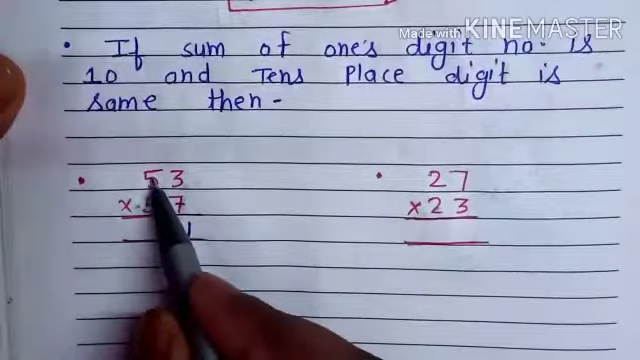 Made with KINEMASTER
• If sum of one's digit no. is
10 and Tens Place digit is
same then-
• 53
x 57
1
• 27
x 23